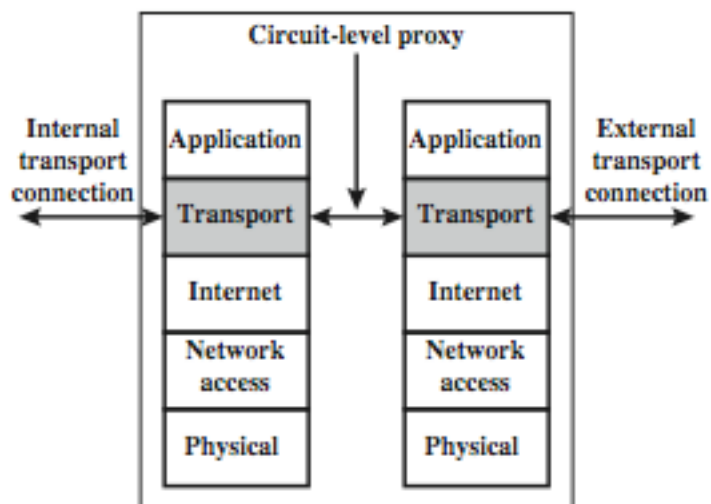 Circuit-level proxy
Internal
transport
connection
Application
Transport
Internet
Network
access
Physical
Application
Transport
Internet
Network
access
Physical
External
transport
connection